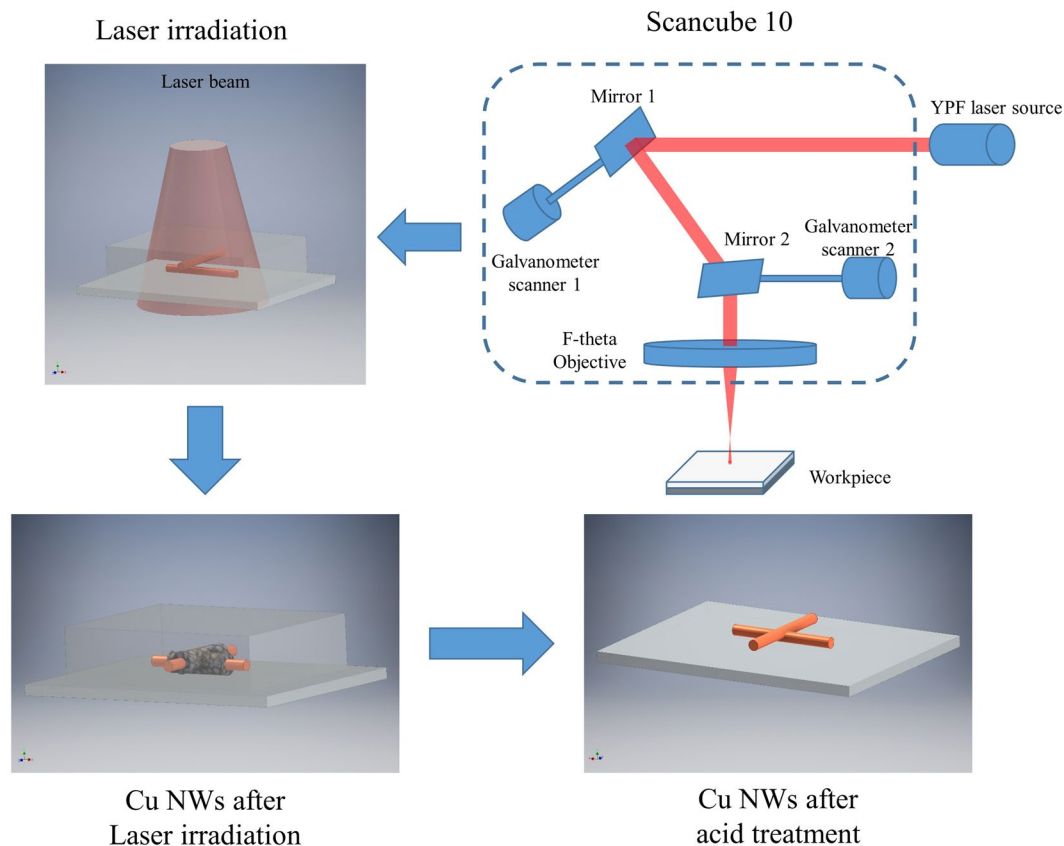 Laser irradiation
Scancube 10
Laser beam
Mirror 1
YPF laser source
Galvanometer
scanner 1
Mirror 2
Galvanometer
scanner 2
F-theta
Objective
Workpiece
Cu NWs after
Laser irradiation
Cu NWs after
acid treatment